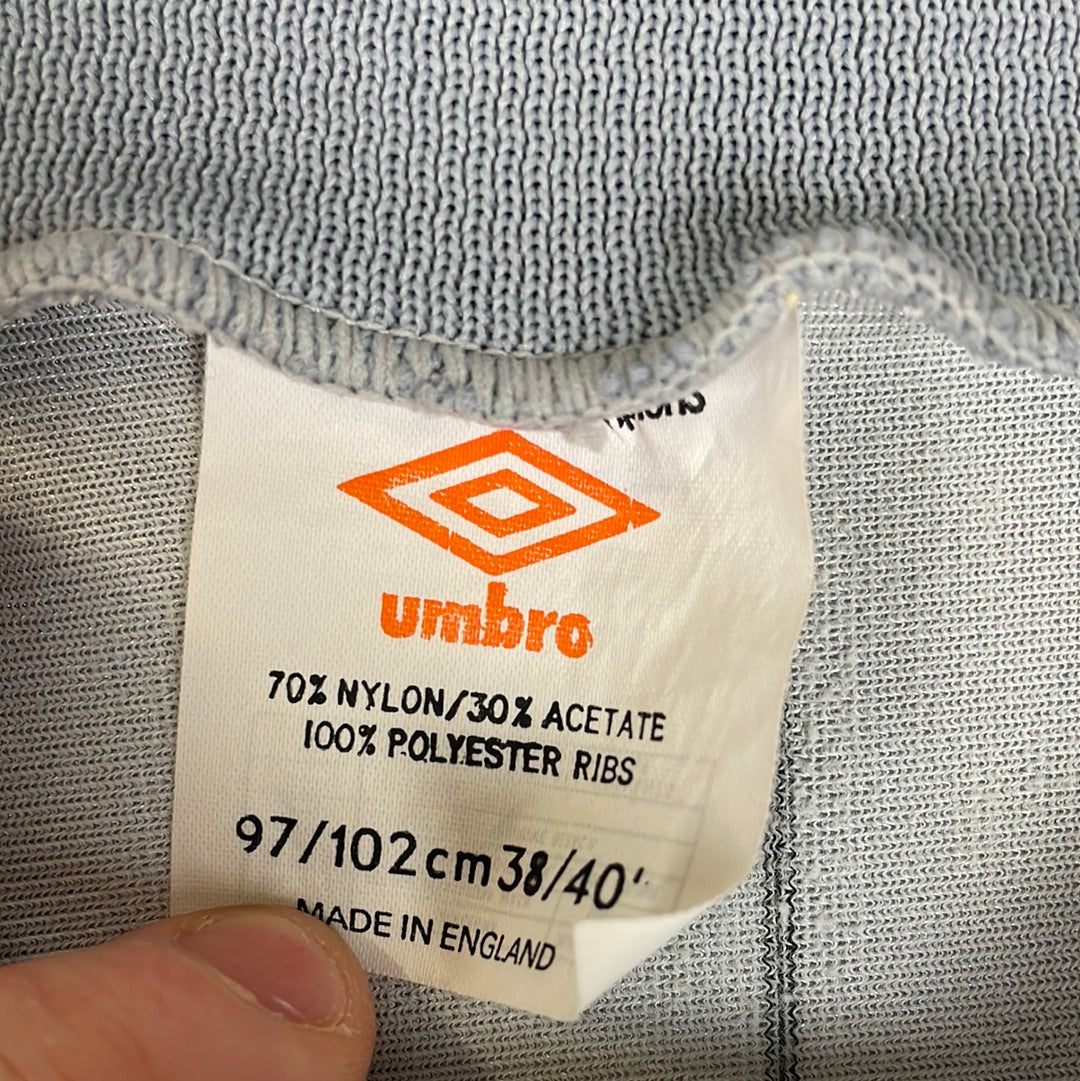 umbro
70% NYLON/30% ACETATE
100% POLYESTER RIBS
97/102cm 38/40"
MADE IN ENGLAND